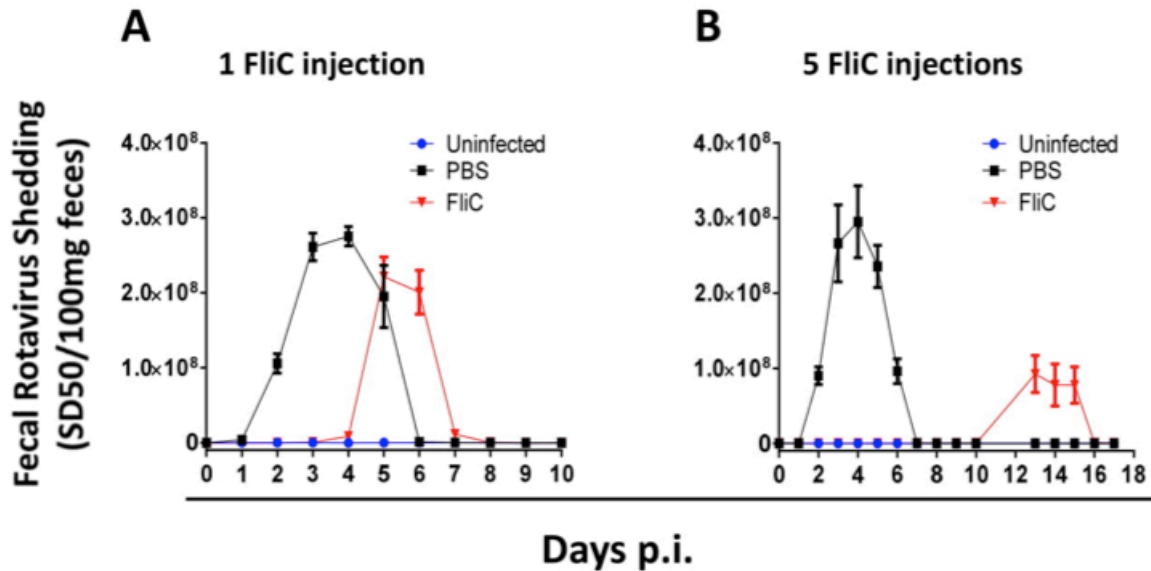 A
1 FliC injection
Fecal Rotavirus Shedding
(SD50/100mg feces)
4.0×10⁸
3.0×10⁸
2.0×10⁸
1.0×10⁸
0
Uninfected
PBS
FliC
0 1 2 3 4 5 6 7 8 9 10
B
5 FliC injections
4.0×10⁸
3.0×10⁸
2.0×10⁸
1.0×10⁸
0
Uninfected
PBS
FliC
0 2 4 6 8 10 12 14 16 18
Days p.i.